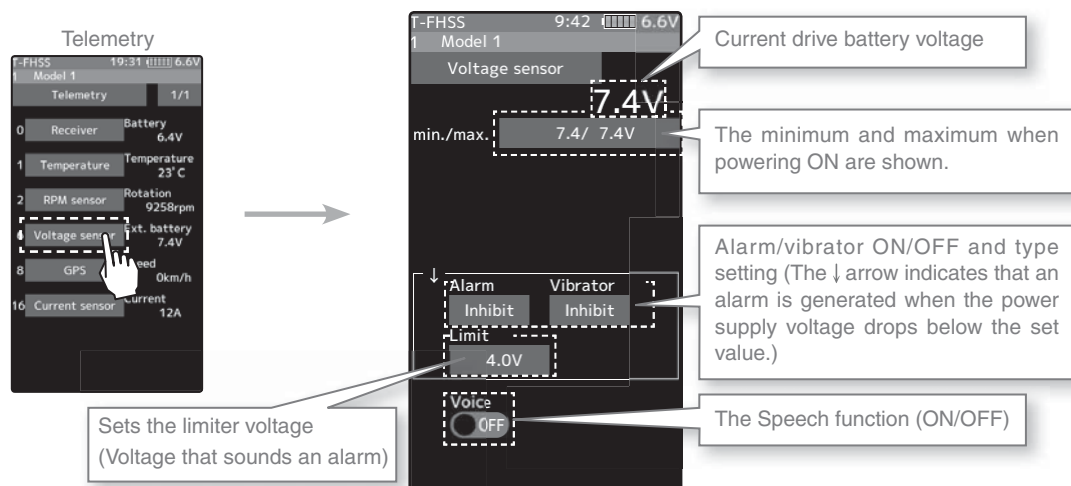 Telemetry
T-FHSS 19:31 6.6V
1 Model 1
Telemetry 1/1
0 Receiver Battery
6.4V
1 Temperature Temperature
23°C
2 RPM sensor Rotation
9258rpm
Voltage sensor Ext. battery
7.4V
8 GPS
0km/h
16 Current sensor Current
12A
T-FHSS 9:42 6.6V
1 Model 1
Voltage sensor
7.4V
min./max. 7.4/ 7.4V
↓
Alarm Vibrator
Inhibit Inhibit
Limit
4.0V
Voice
OFF
Current drive battery voltage
The minimum and maximum when
powering ON are shown.
Alarm/vibrator ON/OFF and type
setting (The ↓ arrow indicates that an
alarm is generated when the power
supply voltage drops below the set
value.)
The Speech function (ON/OFF)
Sets the limiter voltage
(Voltage that sounds an alarm)